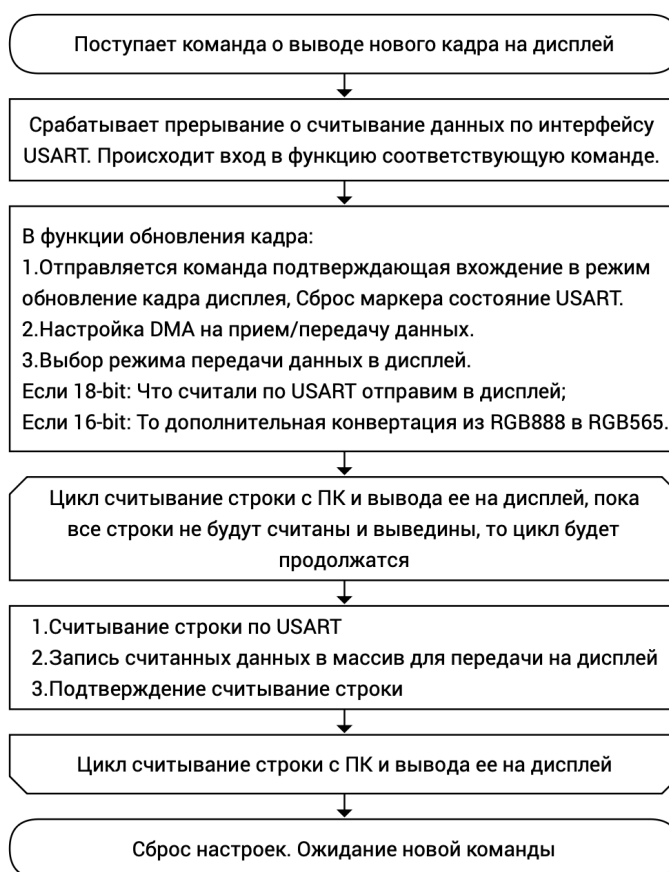 Поступает команда о выводе нового кадра на дисплей
Срабатывает прерывание о считывание данных по интерфейсу
USART. Происходит вход в функцию соответствующую команде.
В функции обновления кадра:
1.Отправляется команда подтверждающая вхождение в режим
обновление кадра дисплея, Сброс маркера состояние USART.
2.Настройка DMA на прием/передачу данных.
3.Выбор режима передачи данных в дисплей.
Если 18-bit: Что считали по USART отправим в дисплей;
Если 16-bit: То дополнительная конвертация из RGB888 в RGB565.
Цикл считывание строки с ПК и вывода ее на дисплей, пока
все строки не будут считаны и выведины, то цикл будет
продолжатся
1.Считывание строки по USART
2.Запись считанных данных в массив для передачи на дисплей
3.Подтверждение считывание строки
Цикл считывание строки с ПК и вывода ее на дисплей
Сброс настроек. Ожидание новой команды